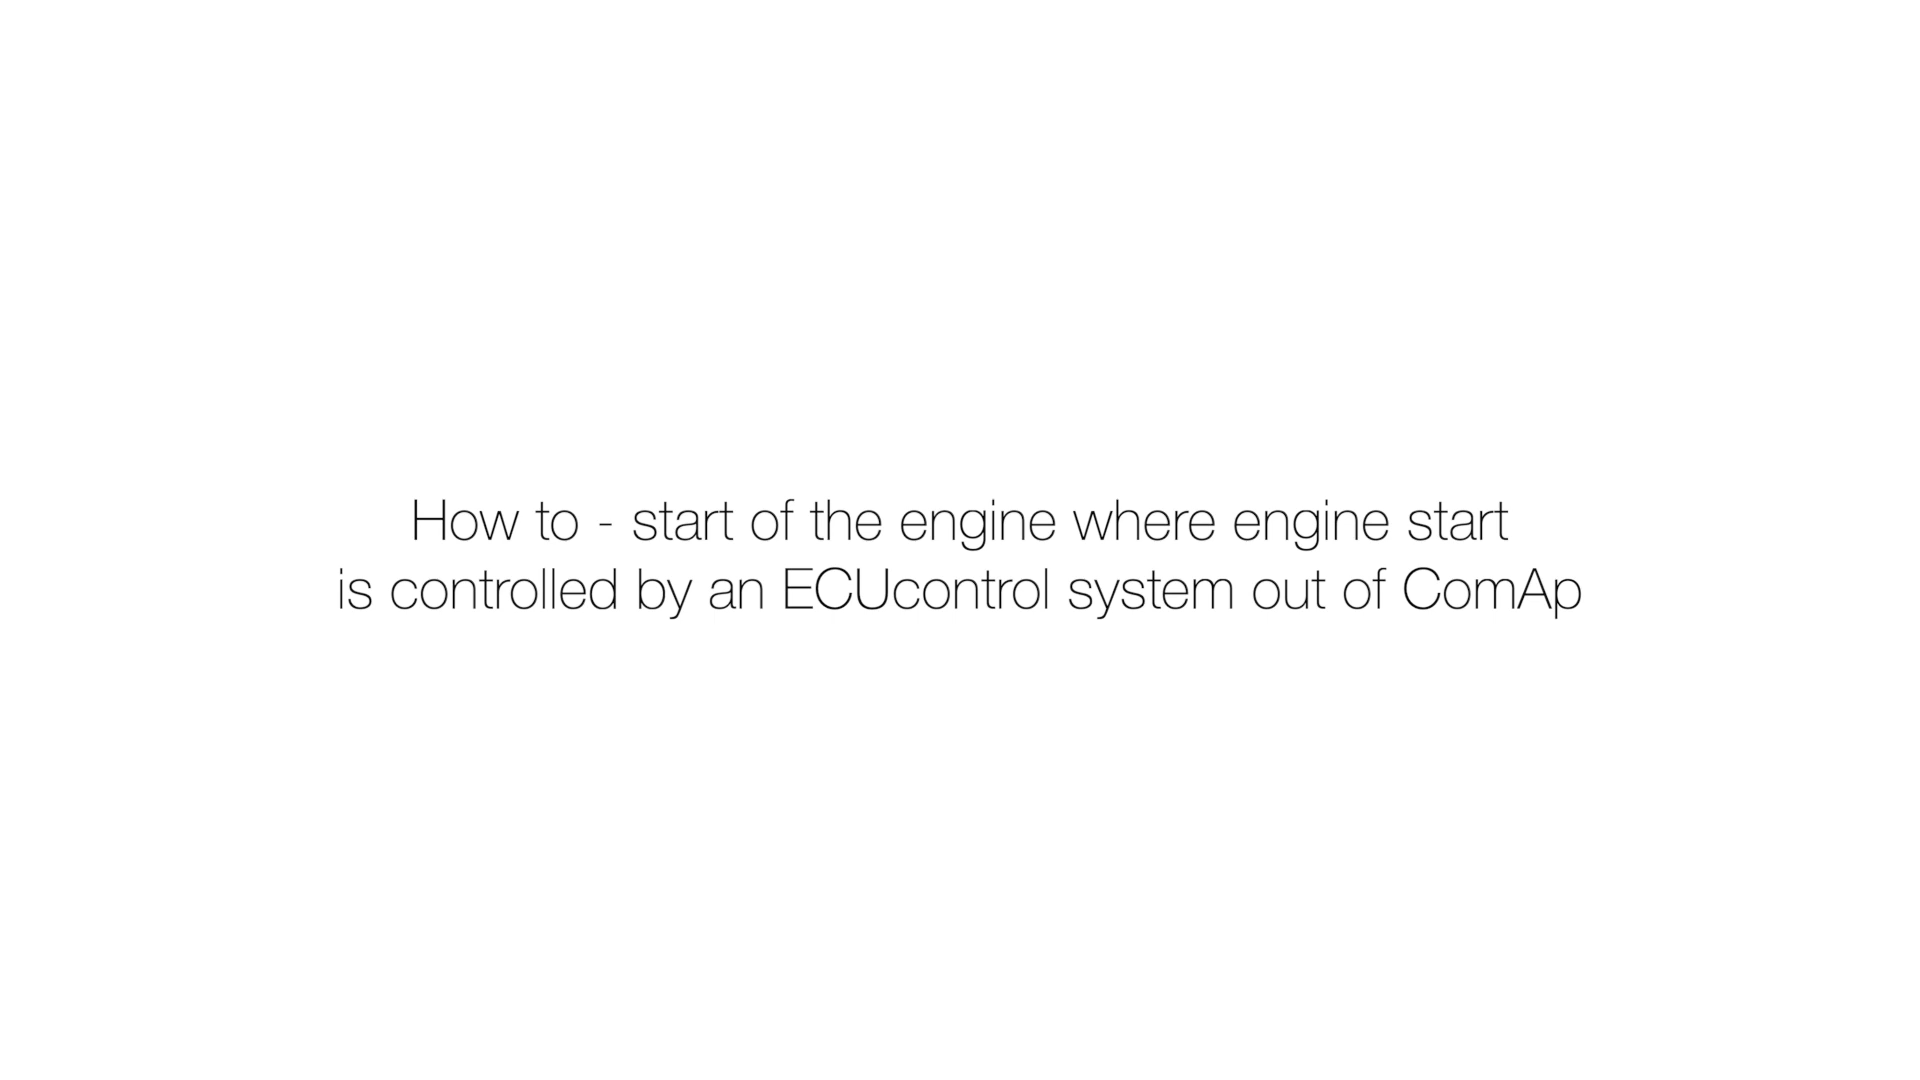 How to - start of the engine where engine start
is controlled by an ECUcontrol system out of ComAp